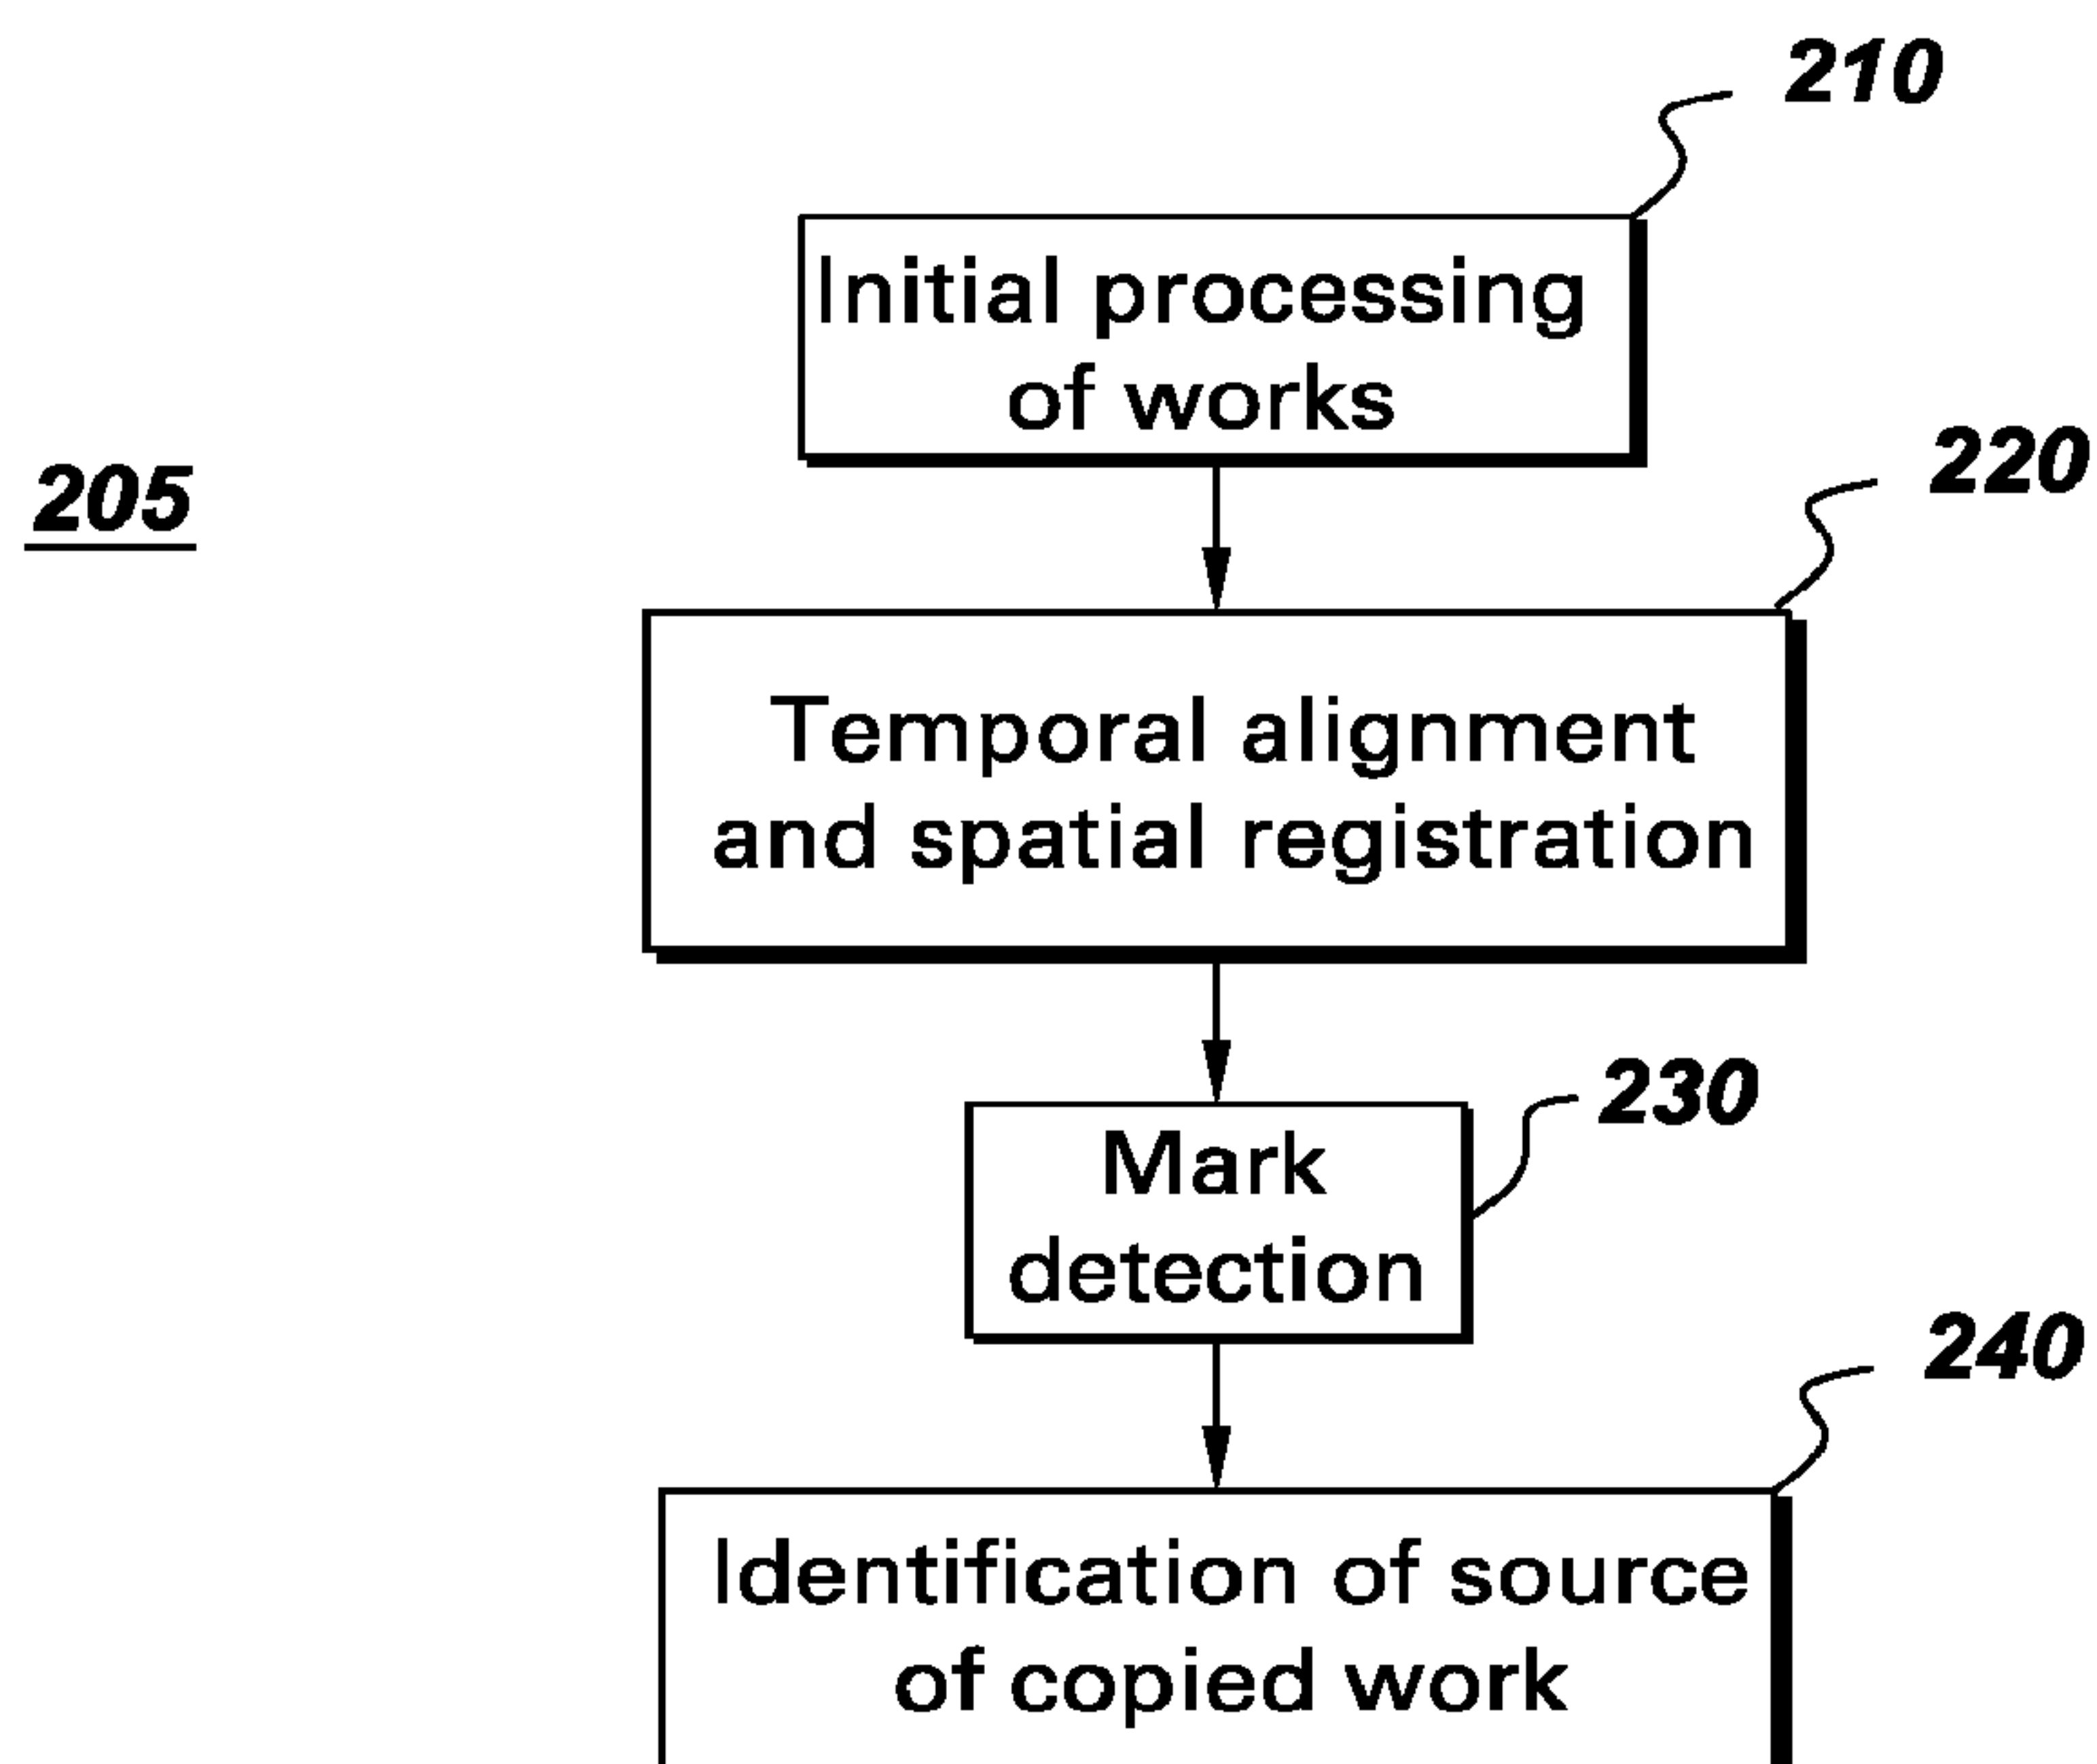 210
Initial processing
of works
205
220
Temporal alignment
and spatial registration
230
Mark
detection
240
Identification of source
of copied work